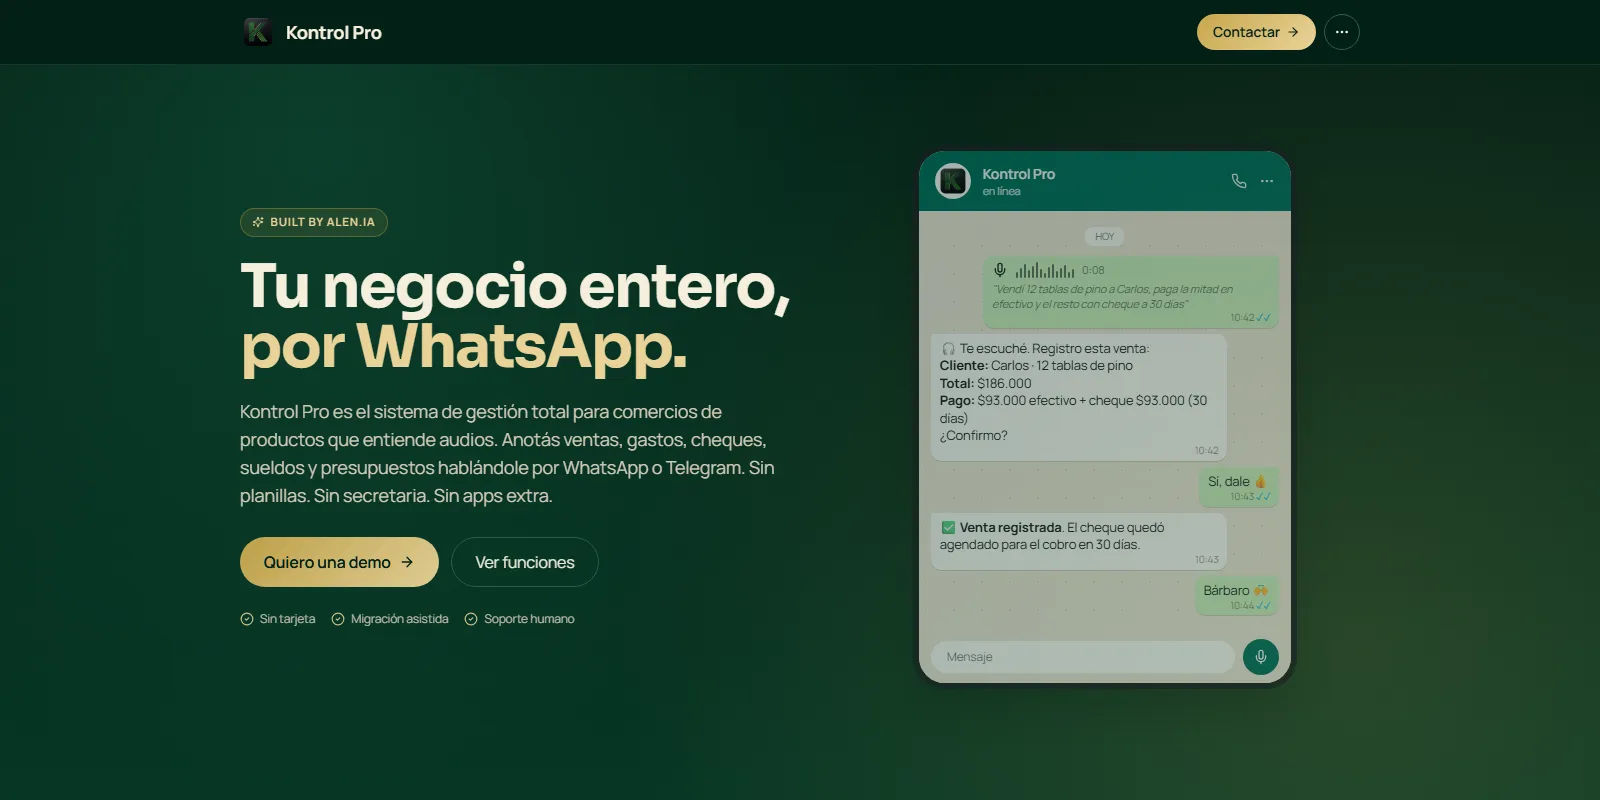 Kontrol Pro
Contactar
BUILT BY ALEN.IA
Tu negocio entero,
por WhatsApp.
Kontrol Pro es el sistema de gestión total para comercios de
productos que entiende audios. Anotás ventas, gastos, cheques,
sueldos y presupuestos hablándole por WhatsApp o Telegram. Sin
planillas. Sin secretaria. Sin apps extra.
Quiero una demo
Ver funciones
Sin tarjeta
Migración asistida
Soporte humano
Kontrol Pro
en línea
HOY
0:08
"Vendí 12 tablas de pino a Carlos, paga la mitad en
efectivo y el resto con cheque a 30 días"
10:42
Te escuché. Registro esta venta:
Cliente: Carlos · 12 tablas de pino
Total: $186.000
Pago: $93.000 efectivo + cheque $93.000 (30
días)
¿Confirmo?
10:42
Sí, dale
10:43
Venta registrada. El cheque quedó
agendado para el cobro en 30 días.
10:43
Bárbaro
10:44
Mensaje